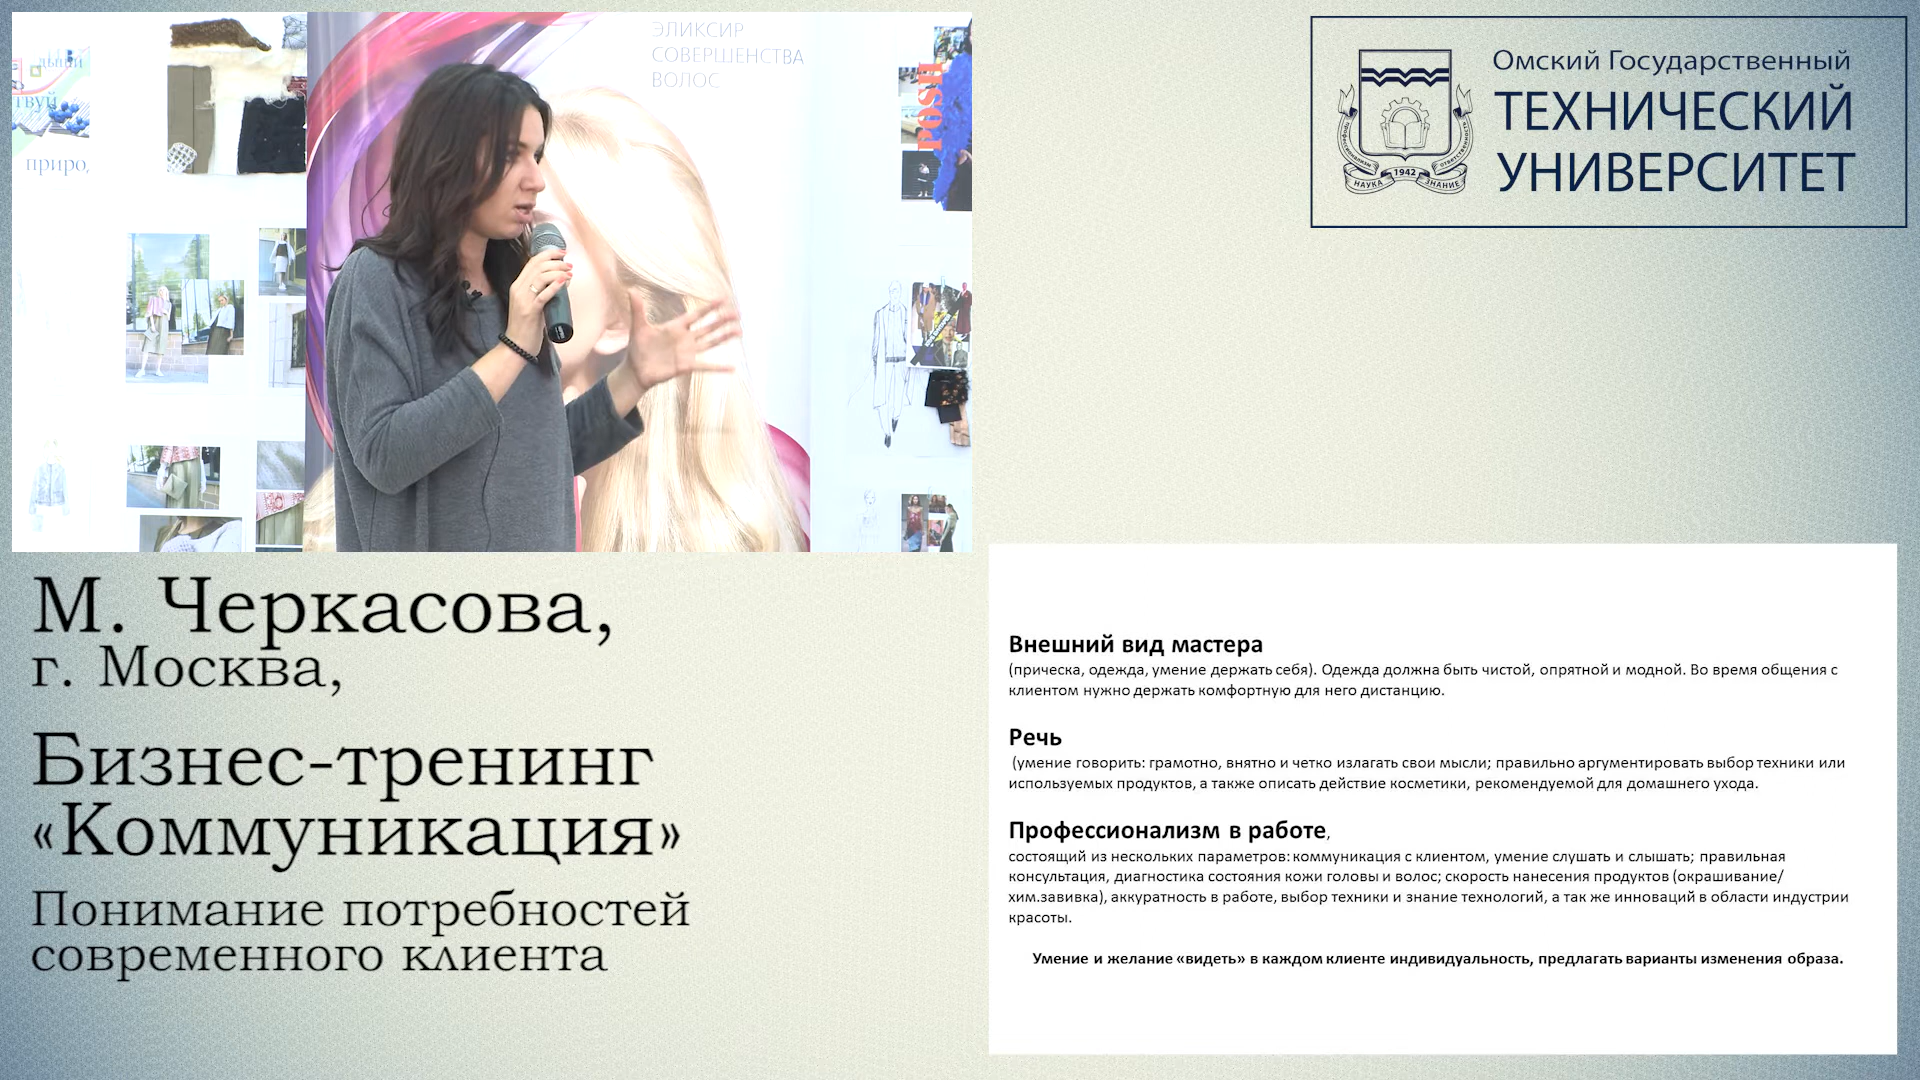 ЭЛИКСИР
СОВЕРШЕНСТВА
ВОЛОС
POSH
Омский Государственный
ТЕХНИЧЕСКИЙ
УНИВЕРСИТЕТ
профессионализм
ответственность
НАУКА 1942 ЗНАНИЕ
М. Черкасова,
г. Москва,
Бизнес-тренинг
«Коммуникация»
Понимание потребностей
современного клиента
Внешний вид мастера
(прическа, одежда, умение держать себя). Одежда должна быть чистой, опрятной и модной. Во время общения с
клиентом нужно держать комфортную для него дистанцию.
Речь
(умение говорить: грамотно, внятно и четко излагать свои мысли; правильно аргументировать выбор техники или
используемых продуктов, а также описать действие косметики, рекомендуемой для домашнего ухода.
Профессионализм в работе,
состоящий из нескольких параметров: коммуникация с клиентом, умение слушать и слышать; правильная
консультация, диагностика состояния кожи головы и волос; скорость нанесения продуктов (окрашивание/
хим.завивка), аккуратность в работе, выбор техники и знание технологий, а так же инноваций в области индустрии
красоты.
Умение и желание «видеть» в каждом клиенте индивидуальность, предлагать варианты изменения образа.